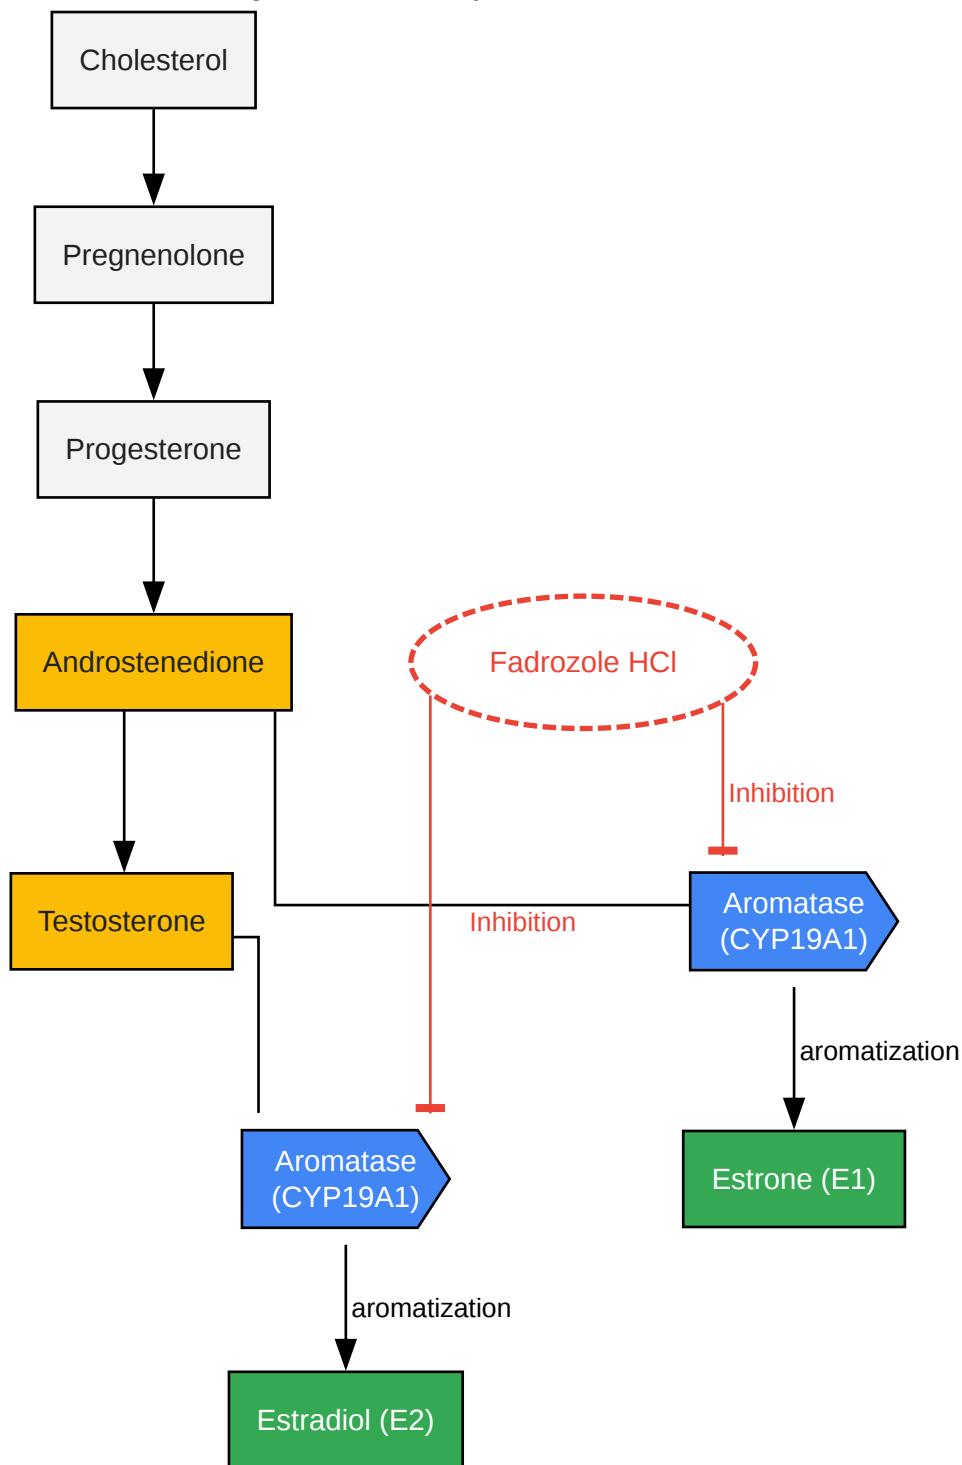 Cholesterol
Pregnenolone
Progesterone
Androstenedione
Fadrozole HCl
Inhibition
Testosterone
Inhibition
Aromatase
(CYP19A1)
aromatization
Aromatase
(CYP19A1)
Estrone (E1)
aromatization
Estradiol (E2)